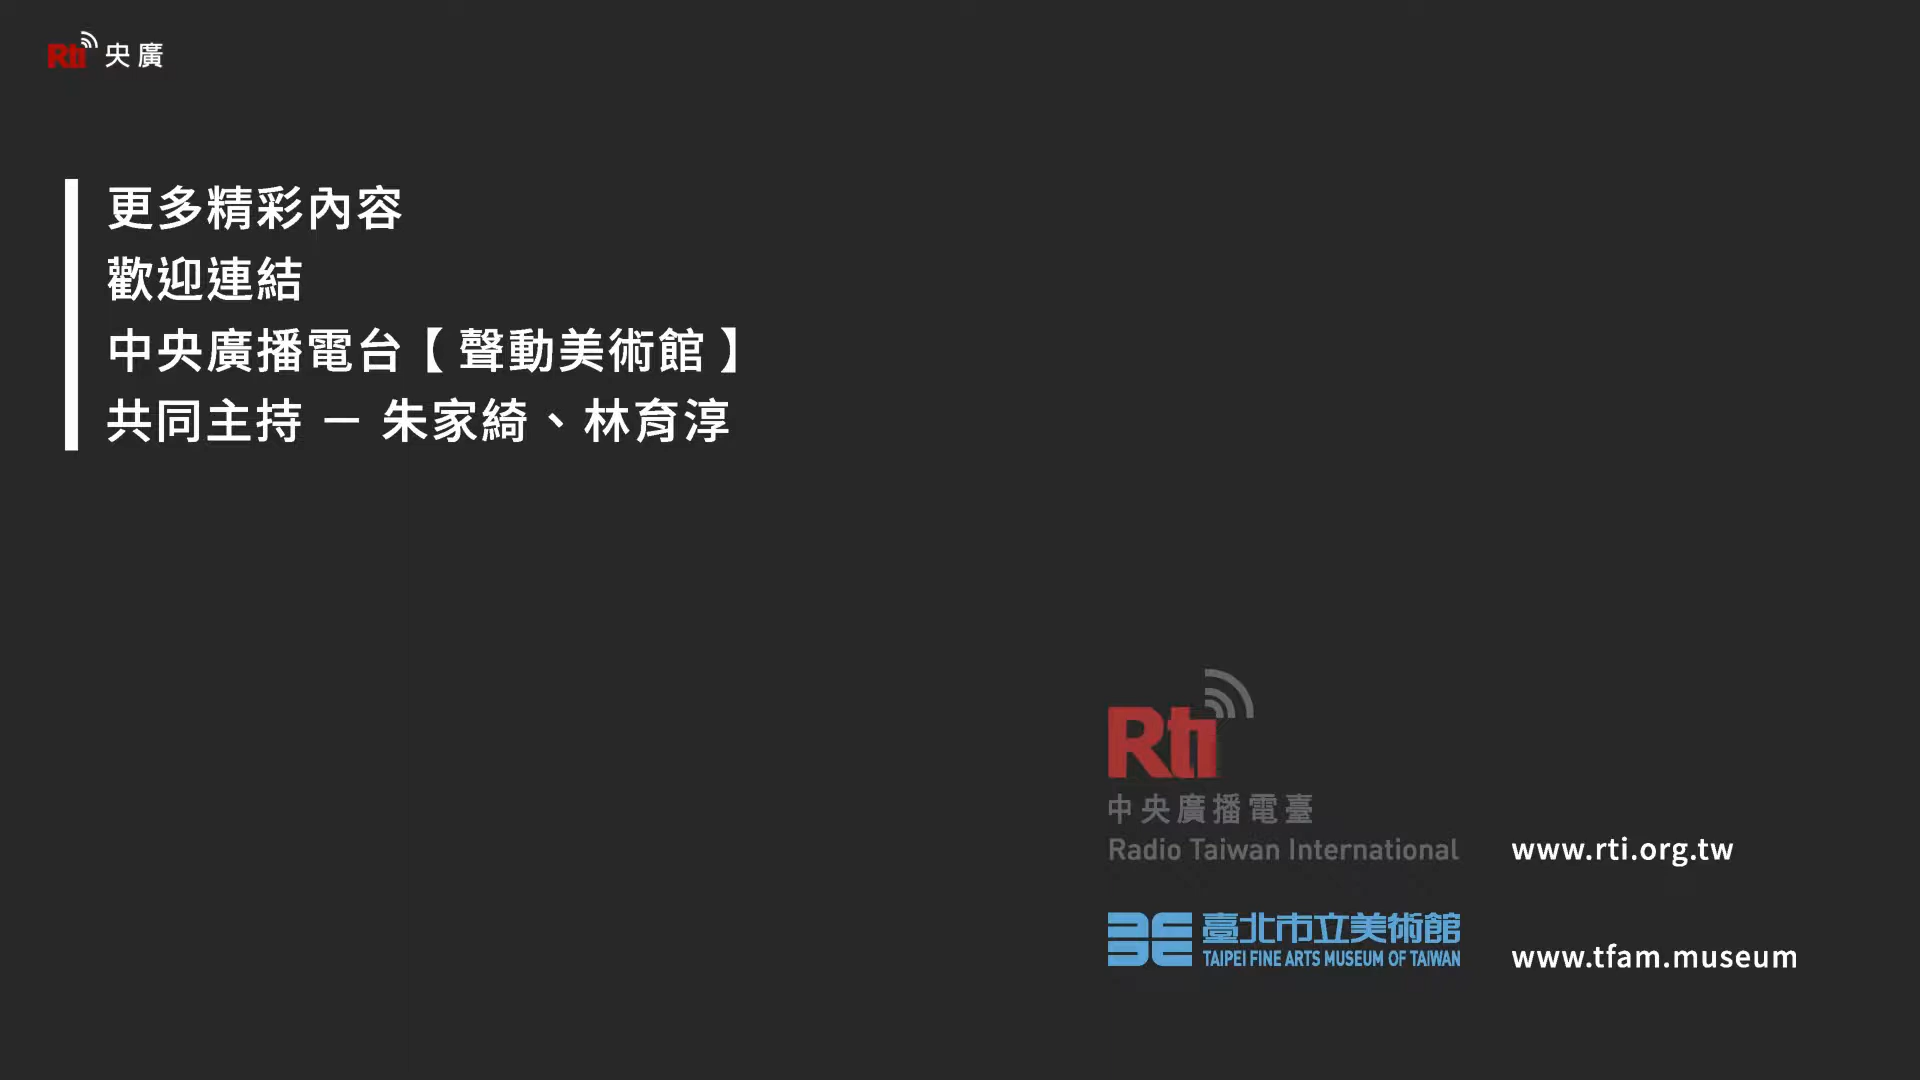 Rti 央廣
更多精彩內容
歡迎連結
中央廣播電台【聲動美術館】
共同主持 － 朱家綺、林育淳
Rti
中央廣播電臺
Radio Taiwan International www.rti.org.tw
臺北市立美術館
TAIPEI FINE ARTS MUSEUM OF TAIWAN www.tfam.museum